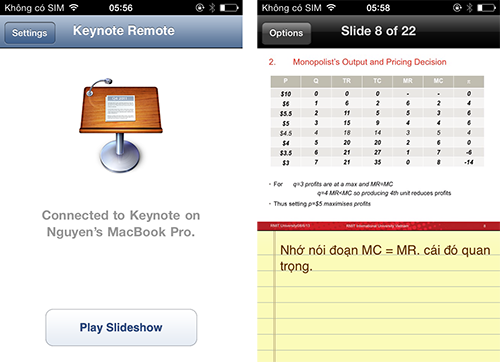 Không có SIM 05:56
Settings Keynote Remote
Connected to Keynote on
Nguyen's MacBook Pro.
Play Slideshow
Không có SIM 05:58
Options Slide 8 of 22
2. Monopolist's Output and Pricing Decision
P Q TR TC MR MC π
$10 0 0 0 - - 0
$6 1 6 2 6 2 4
$5.5 2 11 5 5 3 6
$5 3 15 9 4 4 6
$4.5 4 18 14 3 5 4
$4 5 20 20 2 6 0
$3.5 6 21 27 1 7 -6
$3 7 21 35 0 8 -14
• For q=3 profits are at a max and MR=MC
q=4 MR<MC so producing 4th unit reduces profits
• Thus setting p=$5 maximises profits
RMIT University RMIT International University Vietnam
Nhớ nói đoạn MC = MR. cái đó quan
trọng.